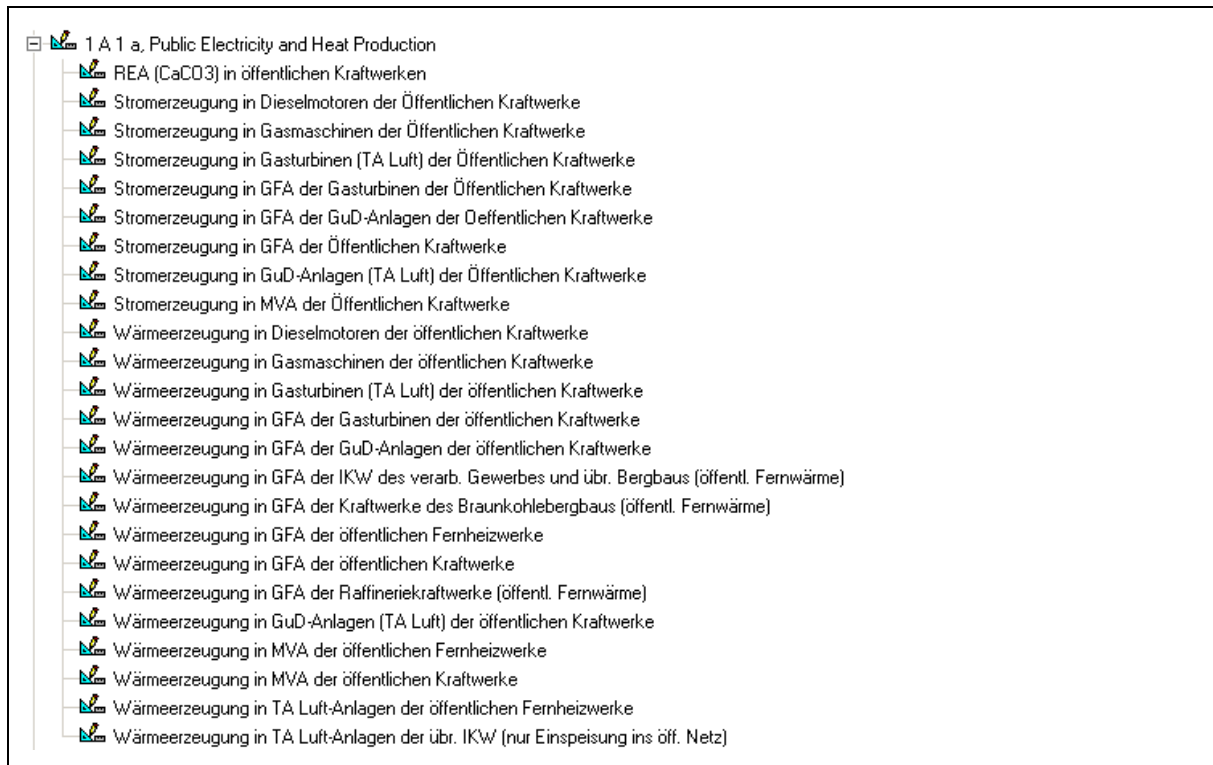 1 A 1 a, Public Electricity and Heat Production
REA (CaCO3) in öffentlichen Kraftwerken
Stromerzeugung in Dieselmotoren der Öffentlichen Kraftwerke
Stromerzeugung in Gasmaschinen der Öffentlichen Kraftwerke
Stromerzeugung in Gasturbinen (TA Luft) der Öffentlichen Kraftwerke
Stromerzeugung in GFA der Gasturbinen der Öffentlichen Kraftwerke
Stromerzeugung in GFA der GuD-Anlagen der Oeffentlichen Kraftwerke
Stromerzeugung in GFA der Öffentlichen Kraftwerke
Stromerzeugung in GuD-Anlagen (TA Luft) der Öffentlichen Kraftwerke
Stromerzeugung in MVA der Öffentlichen Kraftwerke
Wärmeerzeugung in Dieselmotoren der öffentlichen Kraftwerke
Wärmeerzeugung in Gasmaschinen der öffentlichen Kraftwerke
Wärmeerzeugung in Gasturbinen (TA Luft) der öffentlichen Kraftwerke
Wärmeerzeugung in GFA der Gasturbinen der öffentlichen Kraftwerke
Wärmeerzeugung in GFA der GuD-Anlagen der öffentlichen Kraftwerke
Wärmeerzeugung in GFA der IKW des verarb. Gewerbes und übr. Bergbaus (öffentl. Fernwärme)
Wärmeerzeugung in GFA der Kraftwerke des Braunkohlebergbaus (öffentl. Fernwärme)
Wärmeerzeugung in GFA der öffentlichen Fernheizwerke
Wärmeerzeugung in GFA der öffentlichen Kraftwerke
Wärmeerzeugung in GFA der Raffineriekraftwerke (öffentl. Fernwärme)
Wärmeerzeugung in GuD-Anlagen (TA Luft) der öffentlichen Kraftwerke
Wärmeerzeugung in MVA der öffentlichen Fernheizwerke
Wärmeerzeugung in MVA der öffentlichen Kraftwerke
Wärmeerzeugung in TA Luft-Anlagen der öffentlichen Fernheizwerke
Wärmeerzeugung in TA Luft-Anlagen der übr. IKW (nur Einspeisung ins öff. Netz)